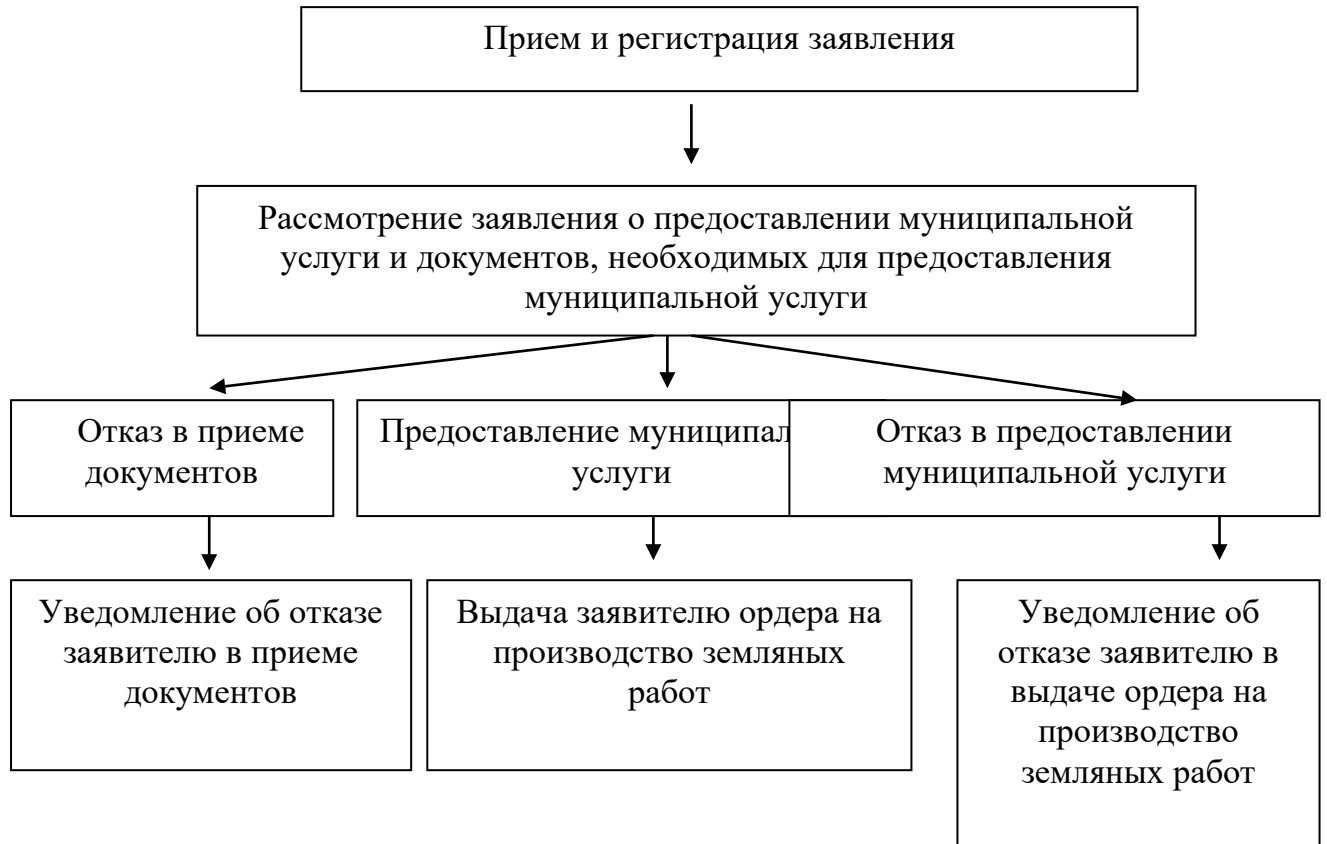 Прием и регистрация заявления
Рассмотрение заявления о предоставлении муниципальной
услуги и документов, необходимых для предоставления
муниципальной услуги
Отказ в приеме
документов
Предоставление муниципал
услуги
Отказ в предоставлении
муниципальной услуги
Уведомление об отказе
заявителю в приеме
документов
Выдача заявителю ордера на
производство земляных
работ
Уведомление об
отказе заявителю в
выдаче ордера на
производство
земляных работ